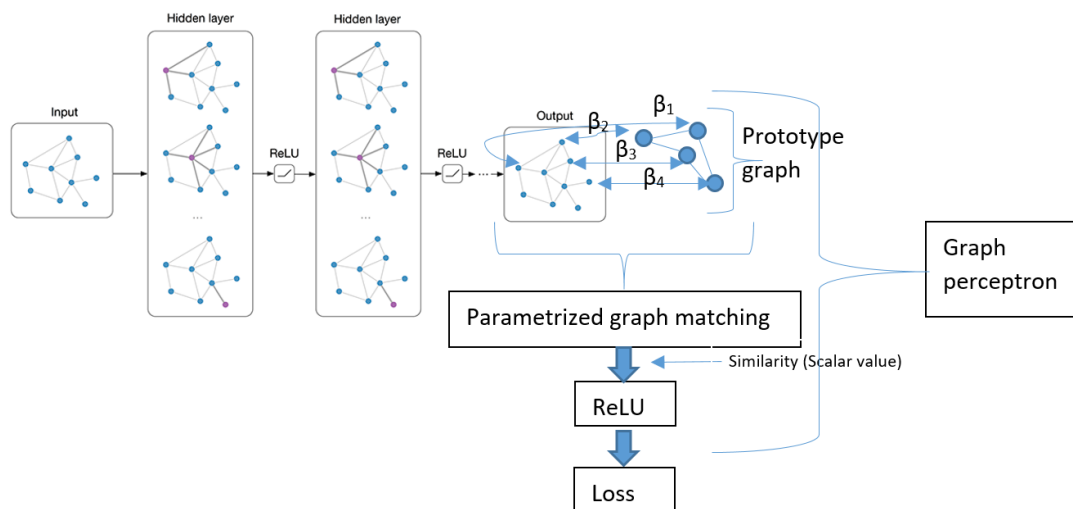 Hidden layer
Hidden layer
Input
ReLU
ReLU
...
...
Output
β1
β2
β3
β4
Prototype
graph
Graph
perceptron
Parametrized graph matching
Similarity (Scalar value)
ReLU
Loss